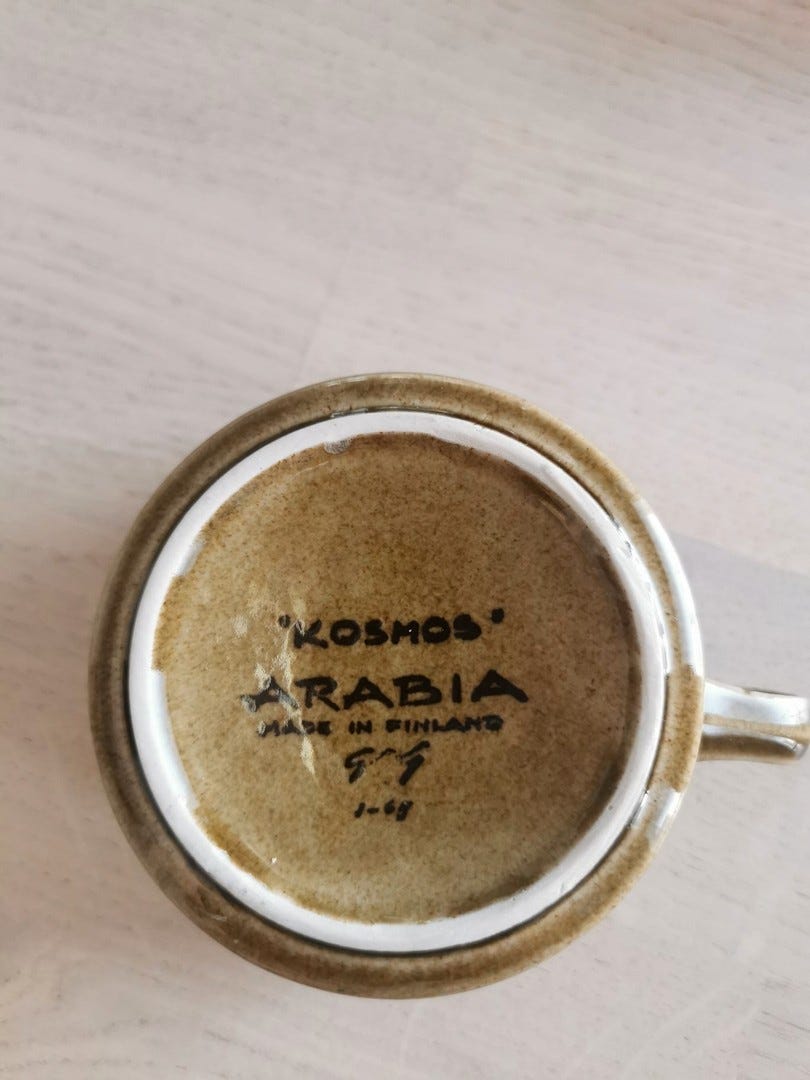 "KOSMOS"
ARABIA
MADE IN FINLAND
G G
1-68